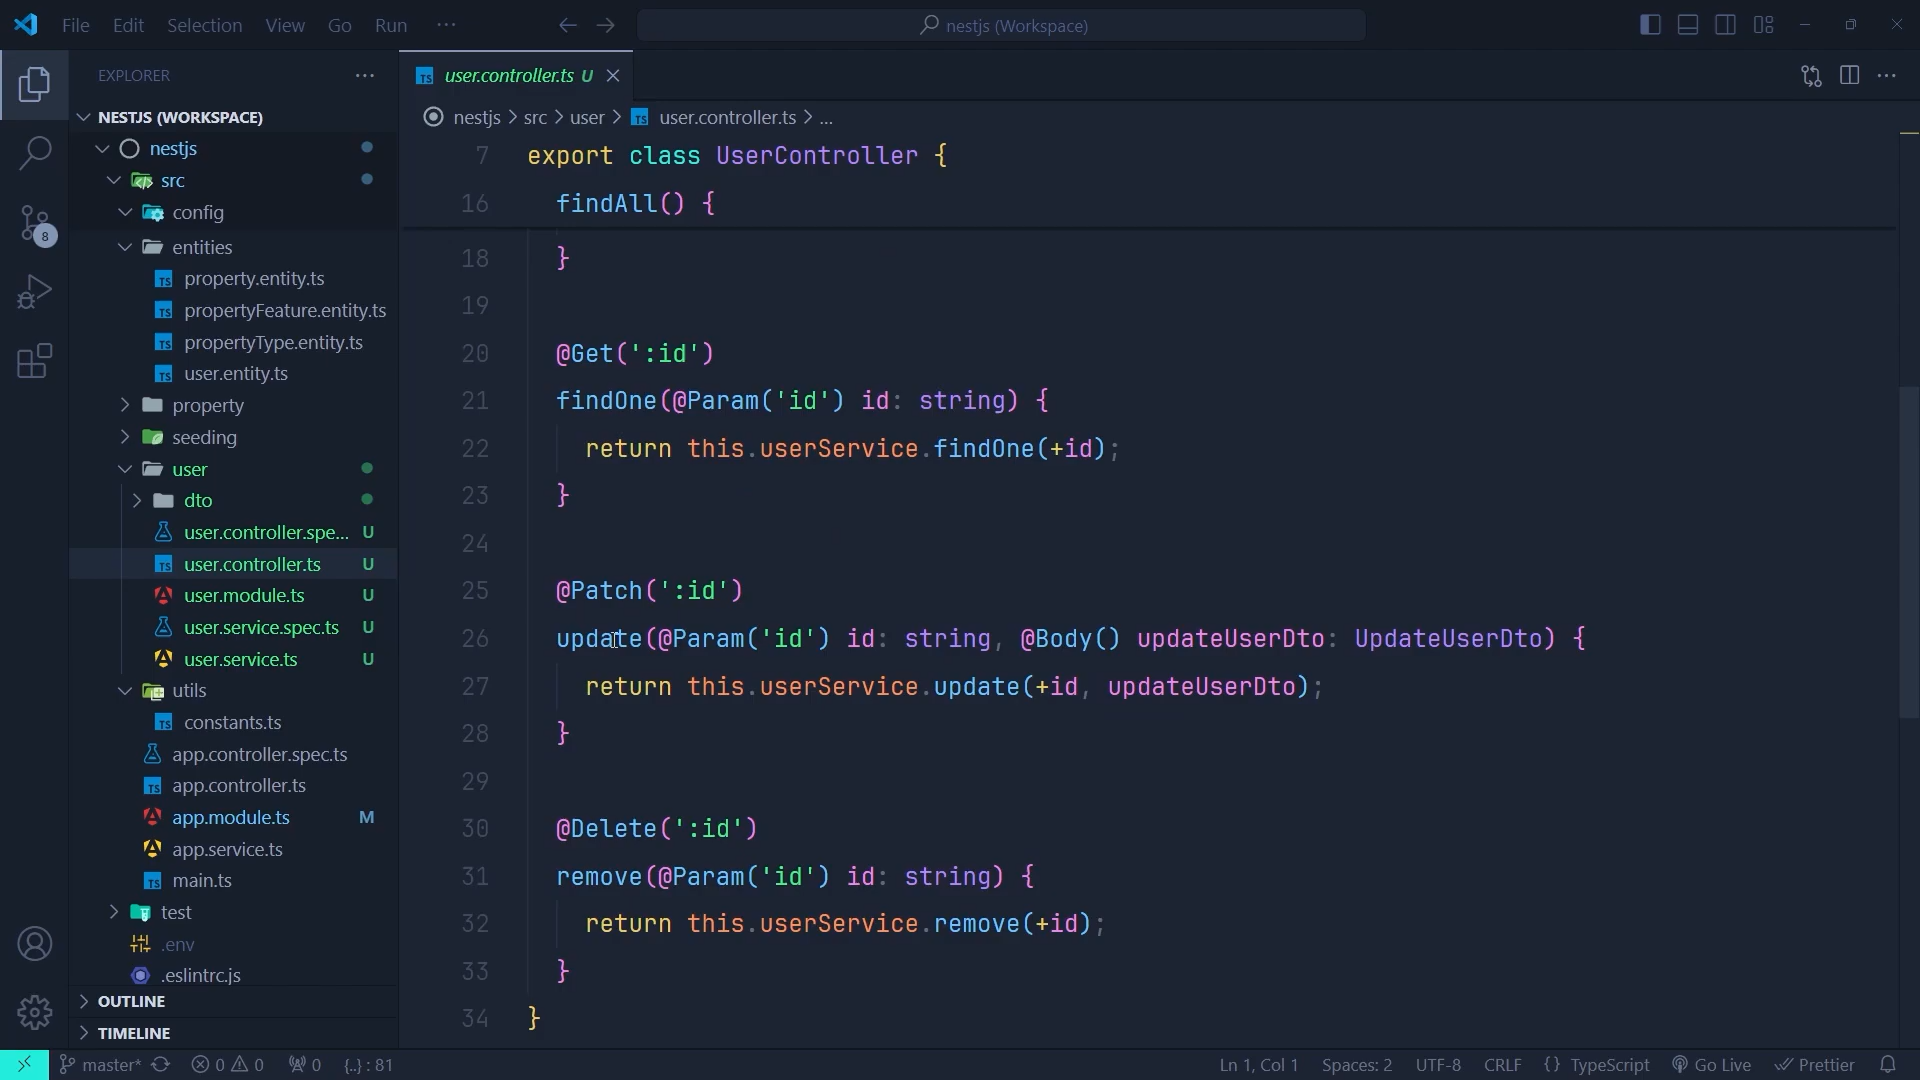 File Edit Selection View Go Run ···
nestjs (Workspace)
EXPLORER ···
NESTJS (WORKSPACE)
nestjs
src
config
entities
property.entity.ts
propertyFeature.entity.ts
propertyType.entity.ts
user.entity.ts
property
seeding
user
dto
user.controller.spe... U
user.controller.ts U
user.module.ts U
user.service.spec.ts U
user.service.ts U
utils
constants.ts
app.controller.spec.ts
app.controller.ts
app.module.ts M
app.service.ts
main.ts
test
.env
.eslintrc.js
OUTLINE
TIMELINE
8
TS user.controller.ts U
nestjs > src > user > TS user.controller.ts > ...
7 export class UserController {
16 findAll() {
18 }
19
20 @Get(':id')
21 findOne(@Param('id') id: string) {
22 return this.userService.findOne(+id);
23 }
24
25 @Patch(':id')
26 update(@Param('id') id: string, @Body() updateUserDto: UpdateUserDto) {
27 return this.userService.update(+id, updateUserDto);
28 }
29
30 @Delete(':id')
31 remove(@Param('id') id: string) {
32 return this.userService.remove(+id);
33 }
34 }
master* 0 0 0 {..} : 81 Ln 1, Col 1 Spaces: 2 UTF-8 CRLF {} TypeScript Go Live Prettier